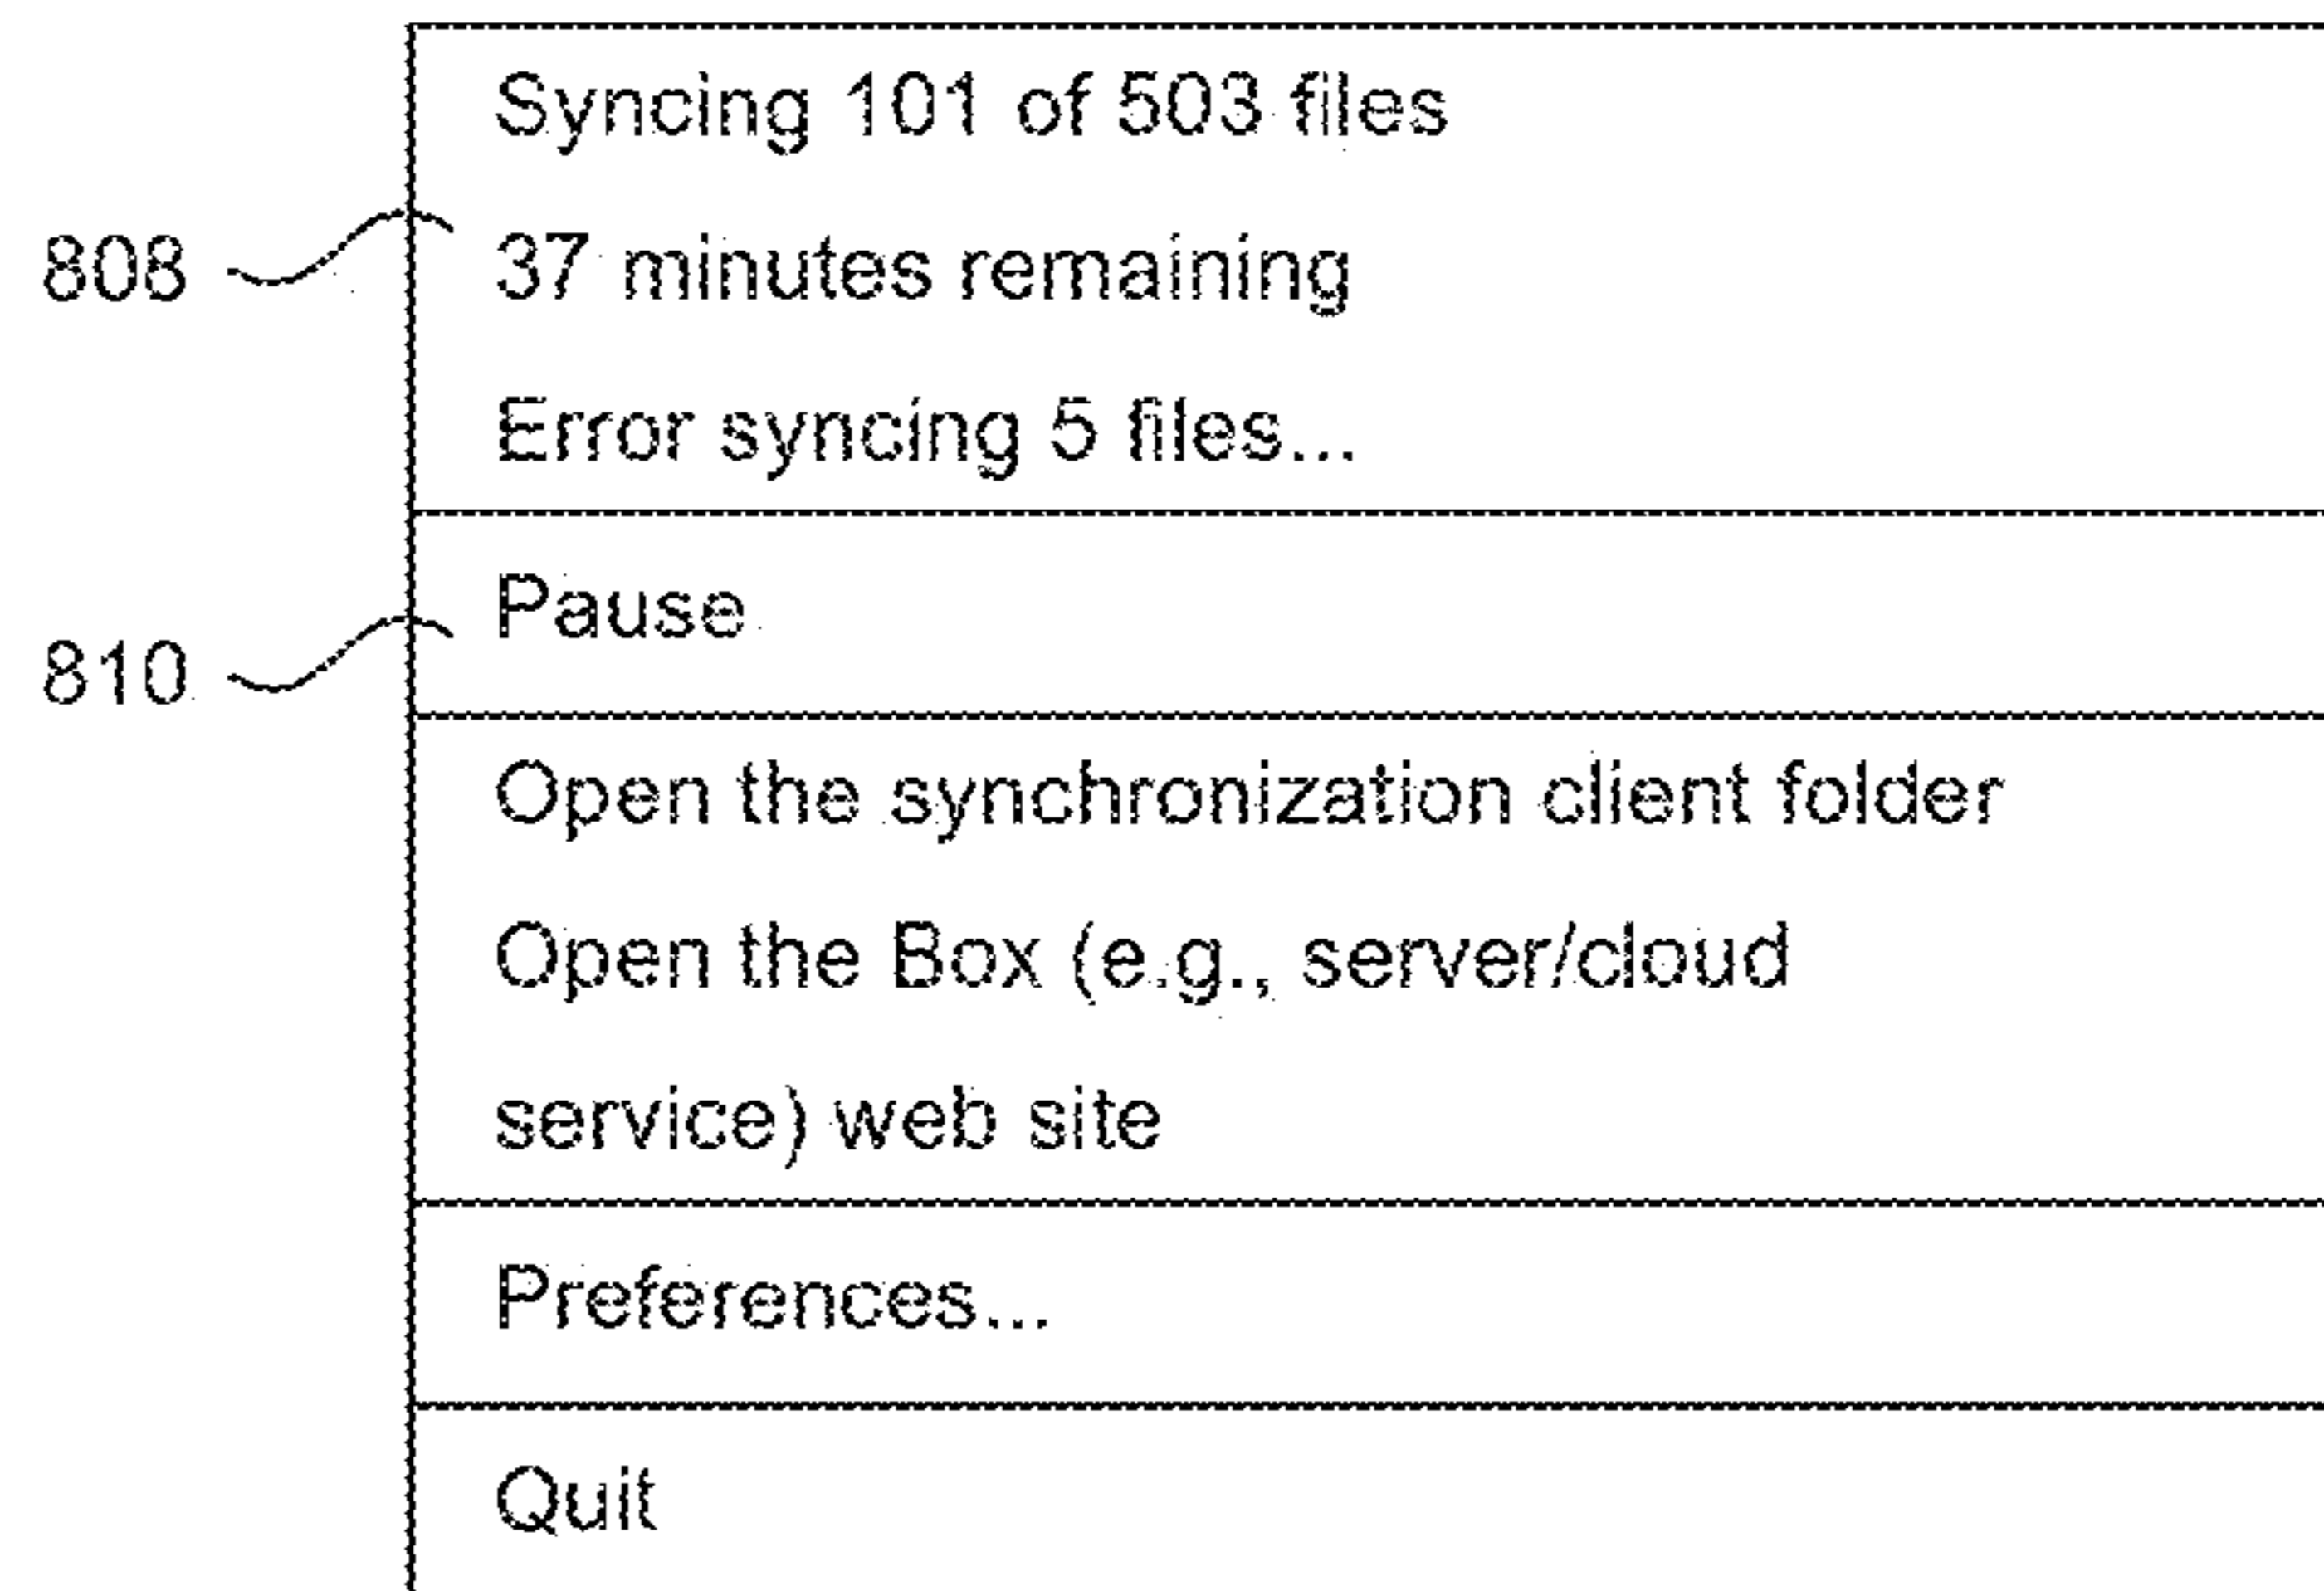 Syncing 101 of 503 files
808
37 minutes remaining
Error syncing 5 files...
Pause
810
Open the synchronization client folder
Open the Box (e.g., server/cloud
service) web site
Preferences...
Quit